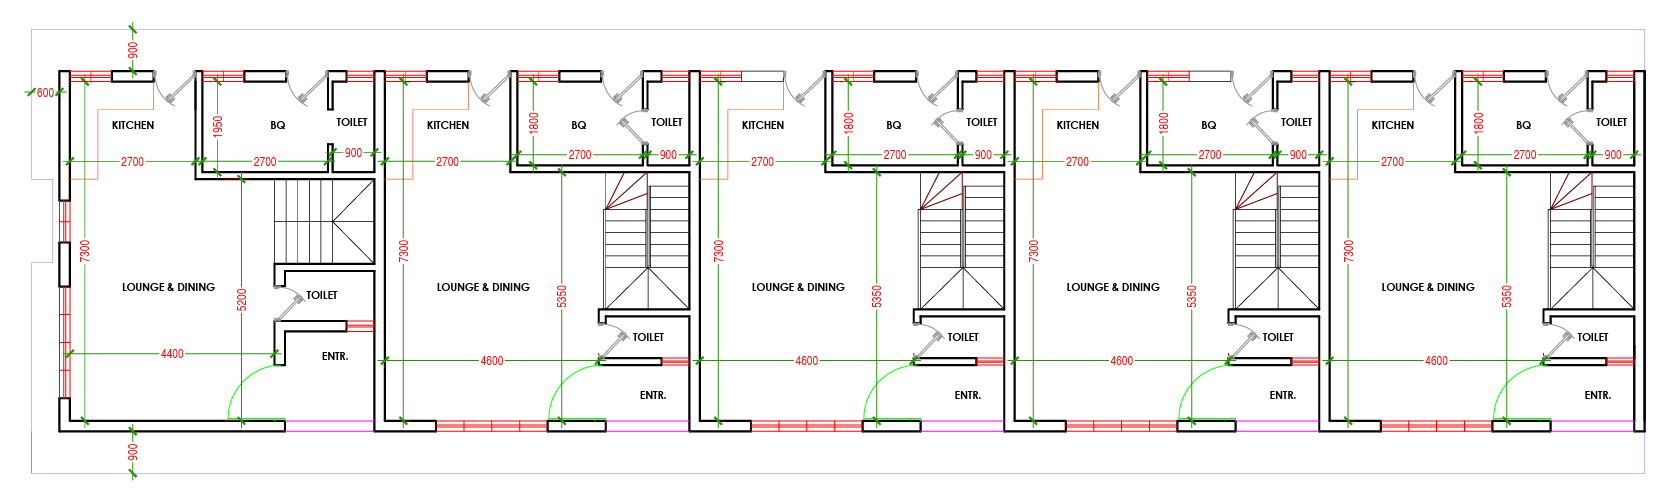 900
600
KITCHEN
1950
BQ
TOILET
KITCHEN
1800
BQ
TOILET
KITCHEN
1800
BQ
TOILET
KITCHEN
1800
BQ
TOILET
KITCHEN
1800
BQ
TOILET
2700
2700
900
2700
2700
900
2700
2700
900
2700
2700
900
2700
2700
900
7300
7300
7300
7300
7300
LOUNGE & DINING
5200
TOILET
LOUNGE & DINING
5350
LOUNGE & DINING
5350
LOUNGE & DINING
5350
LOUNGE & DINING
5350
TOILET
TOILET
TOILET
TOILET
4400
ENTR.
4600
4600
4600
4600
ENTR.
ENTR.
ENTR.
ENTR.
900